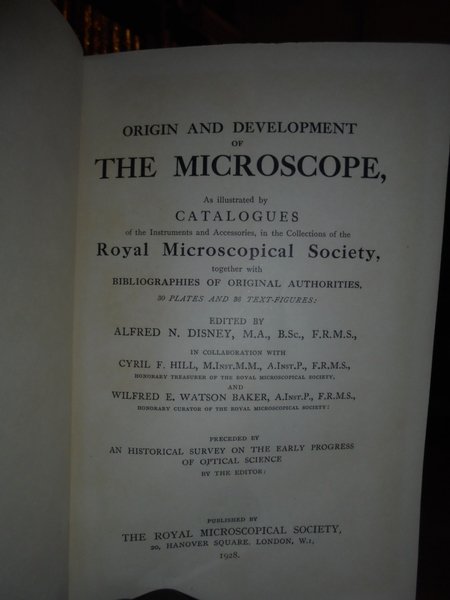 ORIGIN AND DEVELOPMENT
OF
THE MICROSCOPE,
As illustrated by
CATALOGUES
of the Instruments and Accessories, in the Collections of the
Royal Microscopical Society,
together with
BIBLIOGRAPHIES OF ORIGINAL AUTHORITIES,
30 PLATES AND 86 TEXT-FIGURES:
EDITED BY
ALFRED N. DISNEY, M.A., B.Sc., F.R.M.S.,
IN COLLABORATION WITH
CYRIL F. HILL, M.Inst.M.M., A.Inst.P., F.R.M.S.,
HONORARY TREASURER OF THE ROYAL MICROSCOPICAL SOCIETY,
AND
WILFRED E. WATSON BAKER, A.Inst.P., F.R.M.S.,
HONORARY CURATOR OF THE ROYAL MICROSCOPICAL SOCIETY:
PRECEDED BY
AN HISTORICAL SURVEY ON THE EARLY PROGRESS
OF OPTICAL SCIENCE
BY THE EDITOR:
PUBLISHED BY
THE ROYAL MICROSCOPICAL SOCIETY,
20, HANOVER SQUARE, LONDON, W.1,
1928.